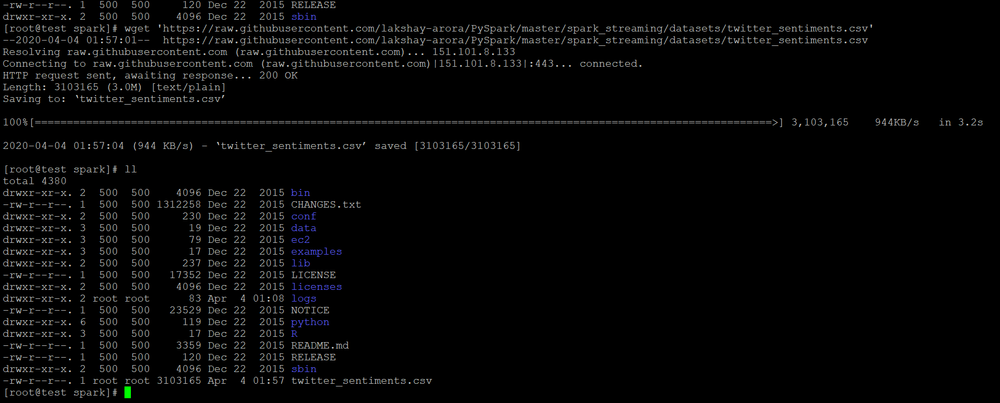 -rw-r--r--. 1  500  500     120 Dec 22  2015 RELEASE
drwxr-xr-x. 2  500  500    4096 Dec 22  2015 sbin
[root@test spark]# wget 'https://raw.githubusercontent.com/lakshay-arora/PySpark/master/spark_streaming/datasets/twitter_sentiments.csv'
--2020-04-04 01:57:01--  https://raw.githubusercontent.com/lakshay-arora/PySpark/master/spark_streaming/datasets/twitter_sentiments.csv
Resolving raw.githubusercontent.com (raw.githubusercontent.com)... 151.101.8.133
Connecting to raw.githubusercontent.com (raw.githubusercontent.com)|151.101.8.133|:443... connected.
HTTP request sent, awaiting response... 200 OK
Length: 3103165 (3.0M) [text/plain]
Saving to: ‘twitter_sentiments.csv’
100%[===================================================================================================================>] 3,103,165    944KB/s   in 3.2s
2020-04-04 01:57:04 (944 KB/s) - ‘twitter_sentiments.csv’ saved [3103165/3103165]
[root@test spark]# ll
total 4380
drwxr-xr-x. 2  500  500    4096 Dec 22  2015 bin
-rw-r--r--. 1  500  500 1312258 Dec 22  2015 CHANGES.txt
drwxr-xr-x. 2  500  500     230 Dec 22  2015 conf
drwxr-xr-x. 3  500  500      19 Dec 22  2015 data
drwxr-xr-x. 3  500  500      79 Dec 22  2015 ec2
drwxr-xr-x. 3  500  500      17 Dec 22  2015 examples
drwxr-xr-x. 2  500  500     237 Dec 22  2015 lib
-rw-r--r--. 1  500  500   17352 Dec 22  2015 LICENSE
drwxr-xr-x. 2  500  500    4096 Dec 22  2015 licenses
drwxr-xr-x. 2 root root      83 Apr  4 01:08 logs
-rw-r--r--. 1  500  500   23529 Dec 22  2015 NOTICE
drwxr-xr-x. 6  500  500     119 Dec 22  2015 python
drwxr-xr-x. 3  500  500      17 Dec 22  2015 R
-rw-r--r--. 1  500  500    3359 Dec 22  2015 README.md
-rw-r--r--. 1  500  500     120 Dec 22  2015 RELEASE
drwxr-xr-x. 2  500  500    4096 Dec 22  2015 sbin
-rw-r--r--. 1 root root 3103165 Apr  4 01:57 twitter_sentiments.csv
[root@test spark]#